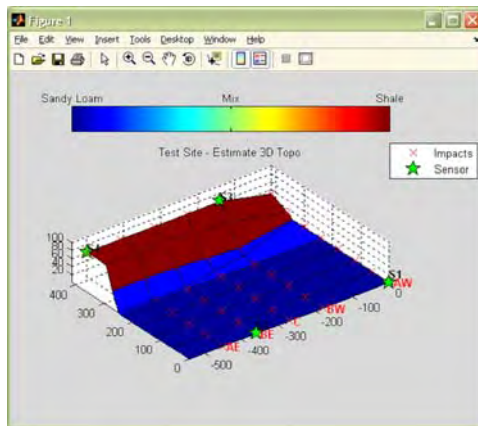 Figure 1
File Edit View Insert Tools Desktop Window Help
Sandy Loam Mix Shale
Test Site - Estimate 3D Topo
Impacts
Sensor
100
80
60
40
20
400
300
200
100
0
-500
-400
-300
-200
-100
0
S1
AW
BW
C
BE
AE